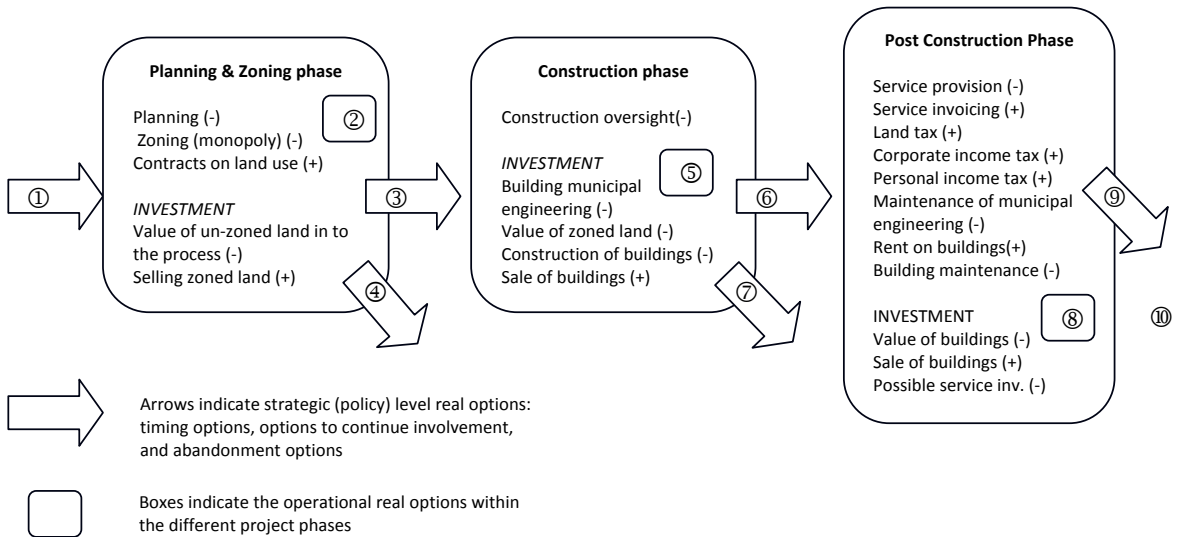 Planning & Zoning phase
Planning (-)
Zoning (monopoly) (-)
Contracts on land use (+)
INVESTMENT
Value of un-zoned land in to
the process (-)
Selling zoned land (+)
①
②
③
④
Construction phase
Construction oversight(-)
INVESTMENT
Building municipal
engineering (-)
Value of zoned land (-)
Construction of buildings (-)
Sale of buildings (+)
⑤
⑥
⑦
Post Construction Phase
Service provision (-)
Service invoicing (+)
Land tax (+)
Corporate income tax (+)
Personal income tax (+)
Maintenance of municipal
engineering (-)
Rent on buildings(+)
Building maintenance (-)
INVESTMENT
Value of buildings (-)
Sale of buildings (+)
Possible service inv. (-)
⑧
⑨
⑩
Arrows indicate strategic (policy) level real options:
timing options, options to continue involvement,
and abandonment options
Boxes indicate the operational real options within
the different project phases